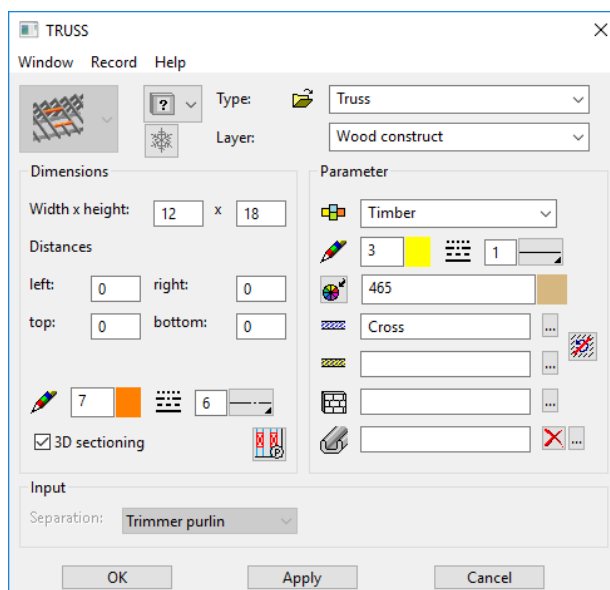 TRUSS
Window Record Help
Type: Truss
Layer: Wood construct
Dimensions
Width x height: 12 x 18
Distances
left: 0 right: 0
top: 0 bottom: 0
7 6
3D sectioning
P
Parameter
Timber
3 1
465
Cross
...
...
...
...
Input
Separation: Trimmer purlin
OK Apply Cancel